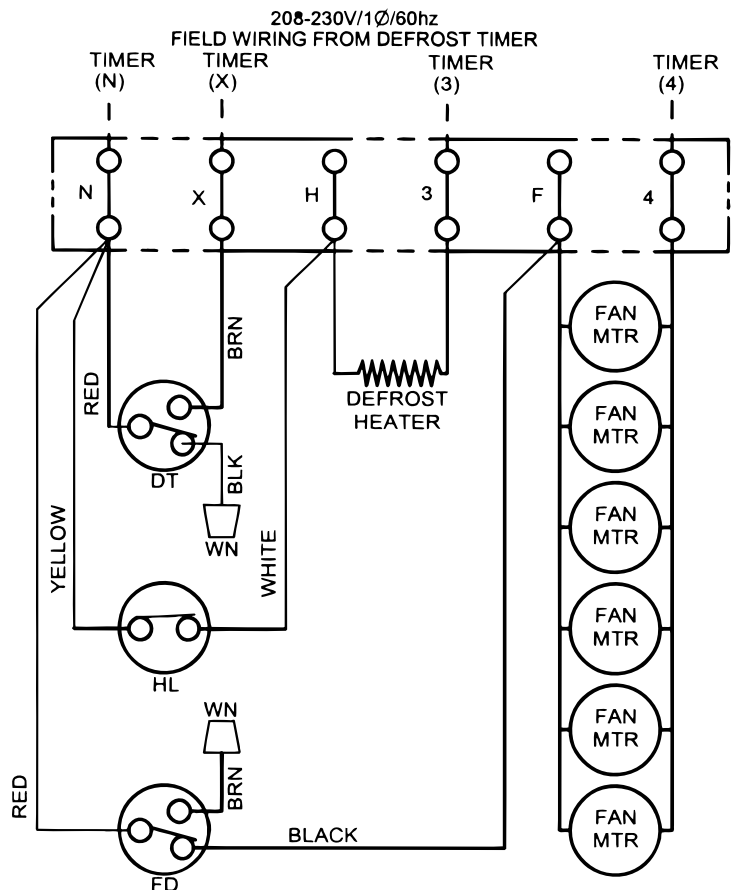 208-230V/1Ø/60hz
FIELD WIRING FROM DEFROST TIMER
TIMER (N)
TIMER (X)
TIMER (3)
TIMER (4)
N
X
H
3
F
4
RED
BRN
DT
BLK
WN
DEFROST
HEATER
FAN
MTR
FAN
MTR
FAN
MTR
FAN
MTR
FAN
MTR
FAN
MTR
YELLOW
WHITE
HL
WN
BRN
RED
BLACK
FD